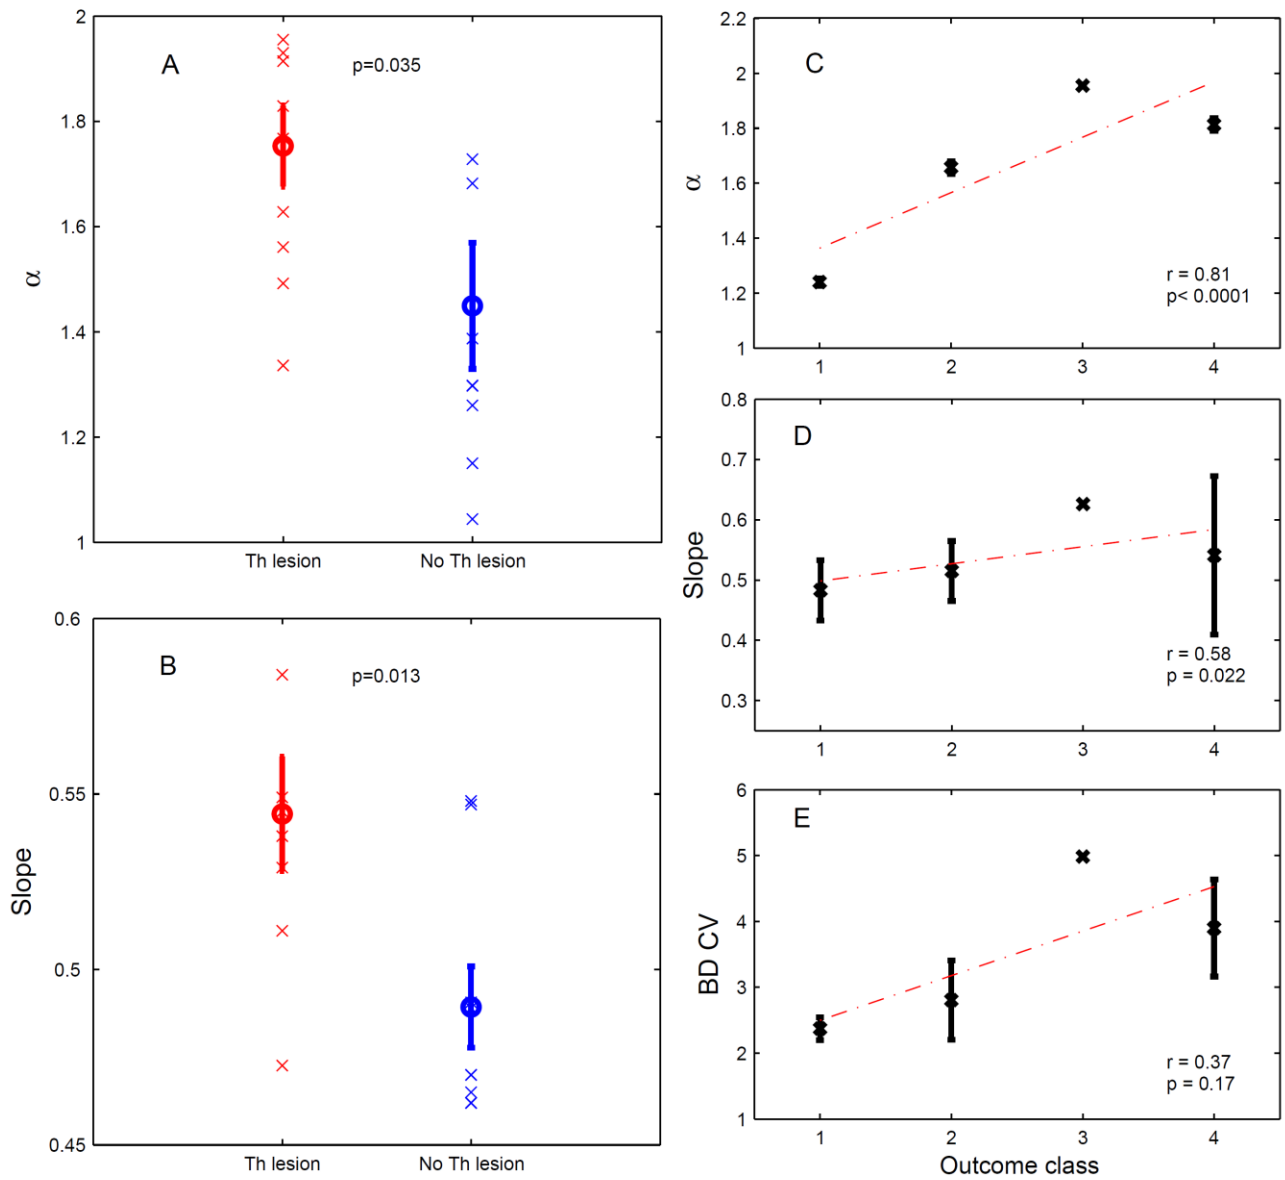 A
p=0.035
α
2
1.8
1.6
1.4
1.2
1
Th lesion
No Th lesion
B
p=0.013
Slope
0.6
0.55
0.5
0.45
Th lesion
No Th lesion
C
α
2.2
2
1.8
1.6
1.4
1.2
1
r = 0.81
p< 0.0001
1 2 3 4
D
Slope
0.8
0.7
0.6
0.5
0.4
0.3
r = 0.58
p = 0.022
1 2 3 4
E
BD CV
6
5
4
3
2
1
r = 0.37
p = 0.17
1 2 3 4
Outcome class